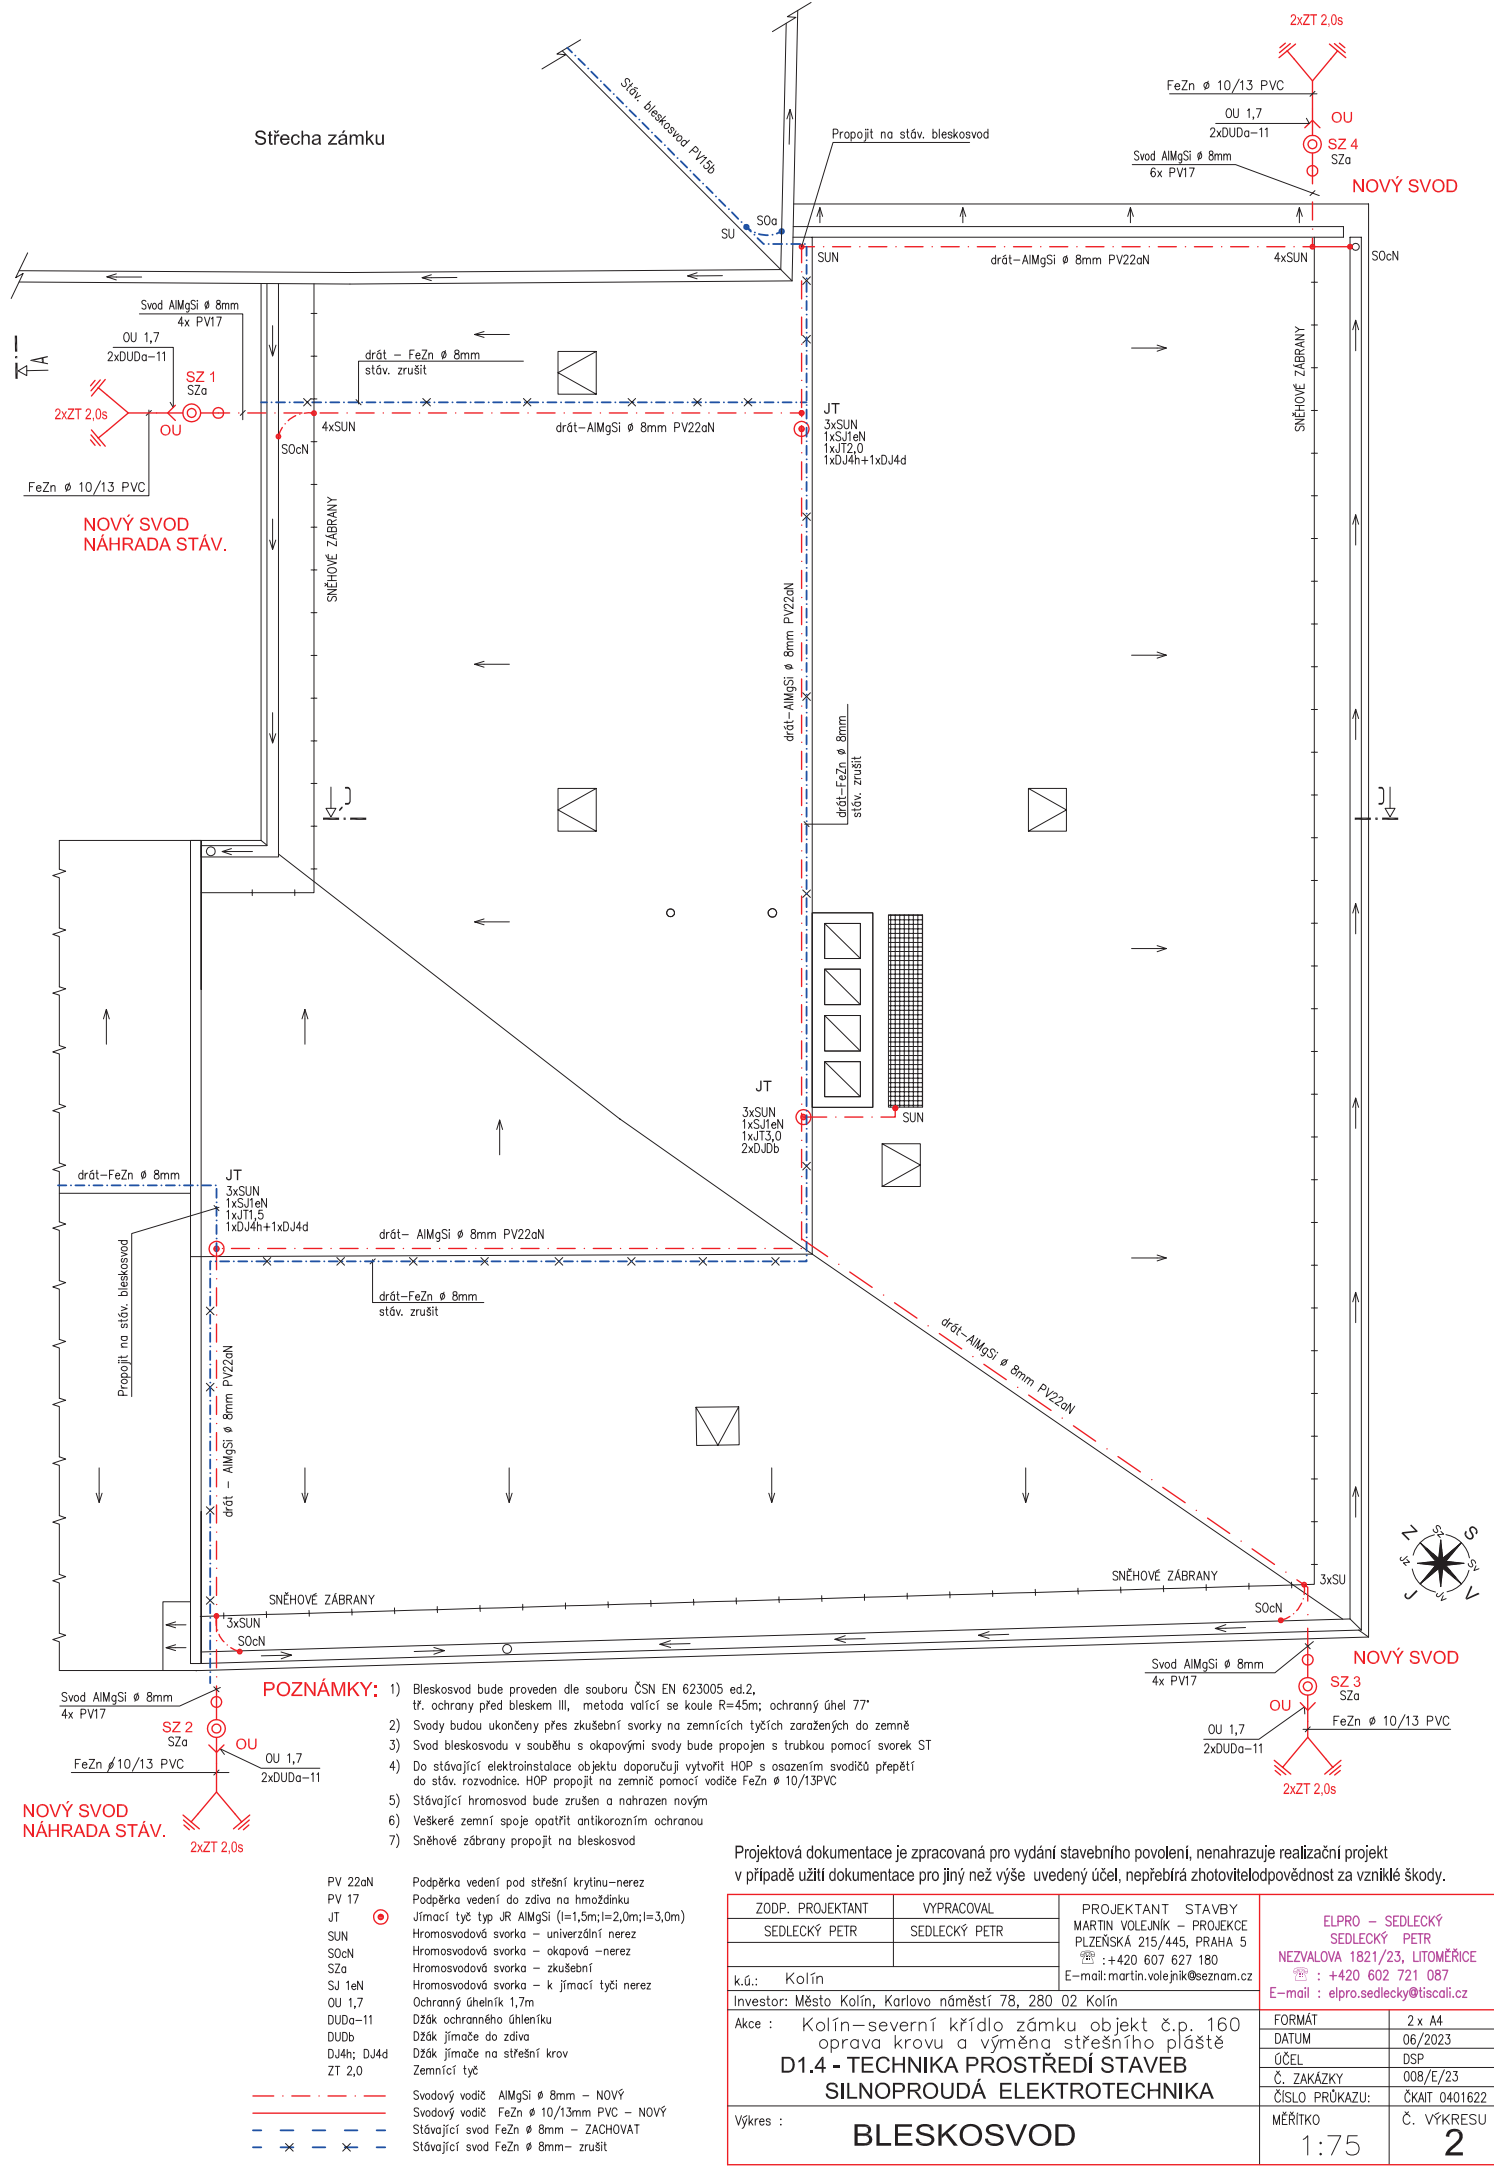 2xZT 2,0s
FeZn ø 10/13 PVC
OU 1,7
2xDUDa-11
OU
SZ 4
SZa
Svod AlMgSi ø 8mm
6x PV17
NOVÝ SVOD
Střecha zámku
Stáv. bleskosvod PV15b
Propojit na stáv. bleskosvod
SOa
SU
SUN
drát-AlMgSi ø 8mm PV22aN
4xSUN
SOcN
Svod AlMgSi ø 8mm
4x PV17
OU 1,7
2xDUDa-11
A
SZ 1
SZa
2xZT 2,0s
OU
FeZn ø 10/13 PVC
NOVÝ SVOD
NÁHRADA STÁV.
drát - FeZn ø 8mm
stáv. zrušit
4xSUN
SOcN
drát-AlMgSi ø 8mm PV22aN
JT
3xSUN
1xSJ1eN
1xJT2,0
1xDJ4h+1xDJ4d
SNĚHOVÉ ZÁBRANY
SNĚHOVÉ ZÁBRANY
drát-AlMgSi ø 8mm PV22aN
drát-FeZn ø 8mm
stáv. zrušit
JT
3xSUN
1xSJ1eN
1xJT3,0
2xDJDb
SUN
drát-FeZn ø 8mm
JT
3xSUN
1xSJ1eN
1xJT1,5
1xDJ4h+1xDJ4d
drát- AlMgSi ø 8mm PV22aN
drát-FeZn ø 8mm
stáv. zrušit
Propojit na stáv. bleskosvod
drát - AlMgSi ø 8mm PV22aN
drát-AlMgSi ø 8mm PV22aN
SNĚHOVÉ ZÁBRANY
SNĚHOVÉ ZÁBRANY
3xSU
SOcN
3xSUN
SOcN
Z
SZ
S
SV
V
JV
J
JZ
Svod AlMgSi ø 8mm
4x PV17
SZ 2
SZa
OU
FeZn ø10/13 PVC
OU 1,7
2xDUDa-11
NOVÝ SVOD
NÁHRADA STÁV.
2xZT 2,0s
Svod AlMgSi ø 8mm
4x PV17
NOVÝ SVOD
SZ 3
SZa
OU
OU 1,7
2xDUDa-11
FeZn ø 10/13 PVC
2xZT 2,0s
POZNÁMKY:
1) Bleskosvod bude proveden dle souboru ČSN EN 623005 ed.2,
tř. ochrany před bleskem III, metoda valící se koule R=45m; ochranný úhel 77°
2) Svody budou ukončeny přes zkušební svorky na zemnících tyčích zaražených do zemně
3) Svod bleskosvodu v souběhu s okapovými svody bude propojen s trubkou pomocí svorek ST
4) Do stávající elektroinstalace objektu doporučuji vytvořit HOP s osazením svodičů přepětí
do stáv. rozvodnice. HOP propojit na zemnič pomocí vodiče FeZn ø 10/13PVC
5) Stávající hromosvod bude zrušen a nahrazen novým
6) Veškeré zemní spoje opatřit antikorozním ochranou
7) Sněhové zábrany propojit na bleskosvod
PV 22aN Podpěrka vedení pod střešní krytinu-nerez
PV 17 Podpěrka vedení do zdiva na hmoždinku
JT Jímací tyč typ JR AlMgSi (l=1,5m;l=2,0m;l=3,0m)
SUN Hromosvodová svorka - univerzální nerez
SOcN Hromosvodová svorka - okapová -nerez
SZa Hromosvodová svorka - zkušební
SJ 1eN Hromosvodová svorka - k jímací tyči nerez
OU 1,7 Ochranný úhelník 1,7m
DUDa-11 Džák ochranného úhleníku
DUDb Džák jímače do zdiva
DJ4h; DJ4d Džák jímače na střešní krov
ZT 2,0 Zemnící tyč
Svodový vodič AlMgSi ø 8mm - NOVÝ
Svodový vodič FeZn ø 10/13mm PVC - NOVÝ
Stávající svod FeZn ø 8mm - ZACHOVAT
Stávající svod FeZn ø 8mm- zrušit
Projektová dokumentace je zpracovaná pro vydání stavebního povolení, nenahrazuje realizační projekt
v případě užití dokumentace pro jiný než výše uvedený účel, nepřebírá zhotovitelodpovědnost za vzniklé škody.
ZODP. PROJEKTANT
VYPRACOVAL
SEDLECKÝ PETR
SEDLECKÝ PETR
PROJEKTANT STAVBY
MARTIN VOLEJNÍK - PROJEKCE
PLZEŇSKÁ 215/445, PRAHA 5
☏ :+420 607 627 180
E-mail:martin.volejnik@seznam.cz
ELPRO - SEDLECKÝ
SEDLECKÝ PETR
NEZVALOVA 1821/23, LITOMĚŘICE
☏ : +420 602 721 087
E-mail : elpro.sedlecky@tiscali.cz
k.ú.: Kolín
Investor: Město Kolín, Karlovo náměstí 78, 280 02 Kolín
Akce : Kolín-severní křídlo zámku objekt č.p. 160
oprava krovu a výměna střešního pláště
D1.4 - TECHNIKA PROSTŘEDÍ STAVEB
SILNOPROUDÁ ELEKTROTECHNIKA
FORMÁT 2 x A4
DATUM 06/2023
ÚČEL DSP
Č. ZAKÁZKY 008/E/23
ČÍSLO PRŮKAZU: ČKAIT 0401622
Výkres : BLESKOSVOD
MĚŘÍTKO
1:75
Č. VÝKRESU
2